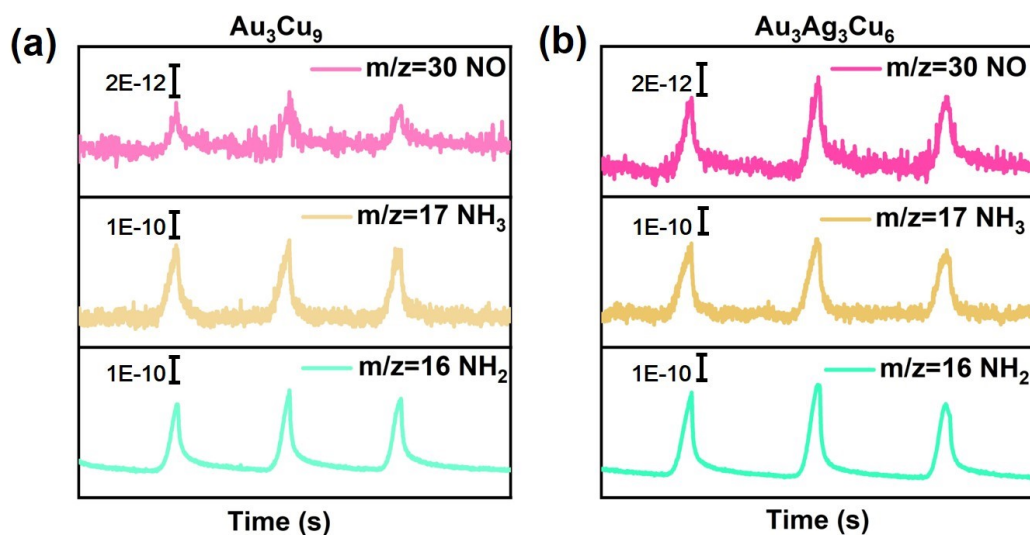 (a)
Au₃Cu₉
2E-12
m/z=30 NO
1E-10
m/z=17 NH₃
1E-10
m/z=16 NH₂
Time (s)
(b)
Au₃Ag₃Cu₆
2E-12
m/z=30 NO
1E-10
m/z=17 NH₃
1E-10
m/z=16 NH₂
Time (s)